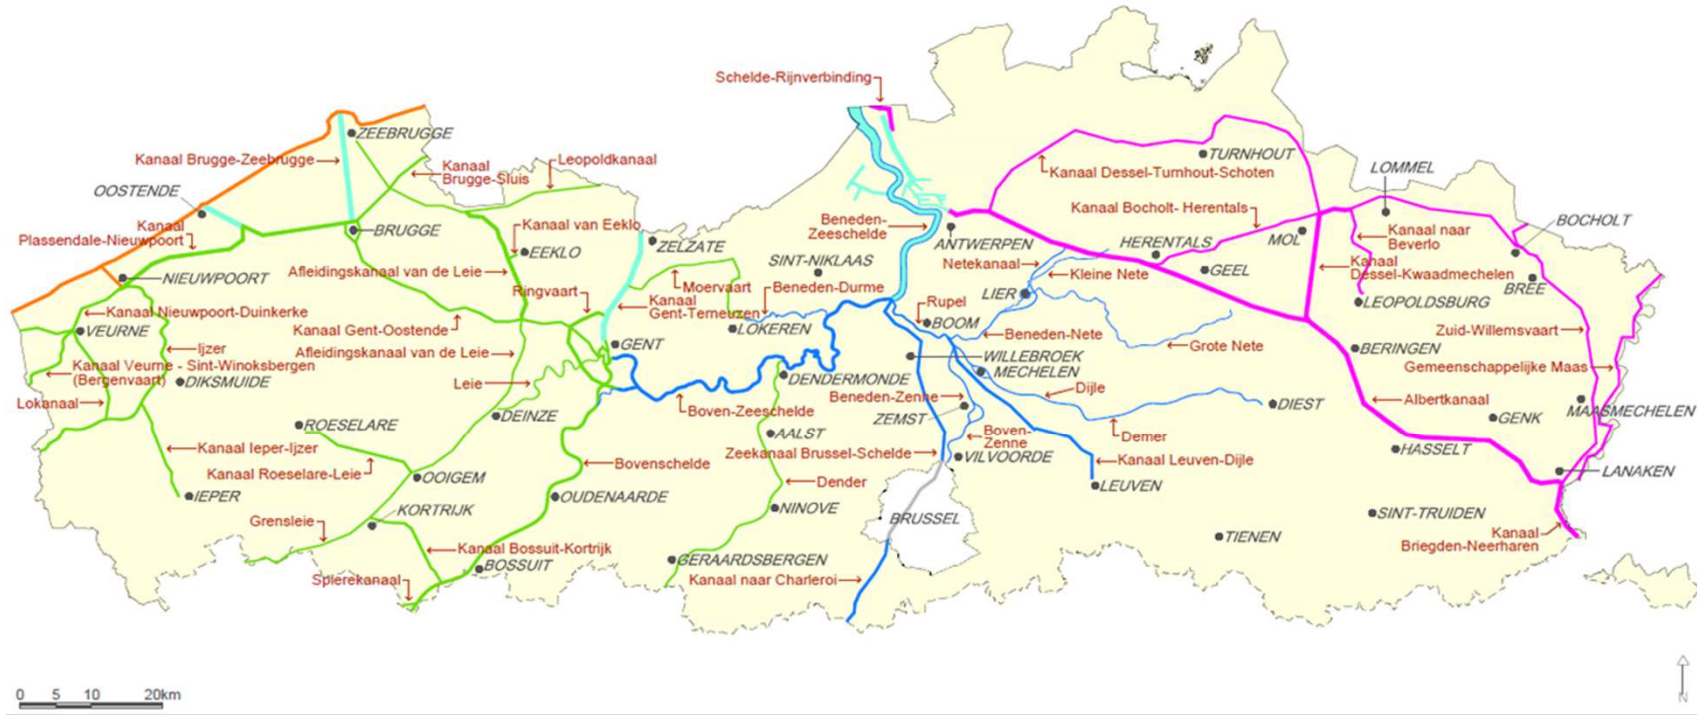 Schelde-Rijnverbinding
ZEEBRUGGE
Kanaal Brugge-Zeebrugge
Kanaal
Brugge-Sluis
Leopoldkanaal
OOSTENDE
Kanaal
Plassendale-Nieuwpoort
BRUGGE
Kanaal van Eeklo
EEKLO
ZELZATE
NIEUWPOORT
Afleidingskanaal van de Leie
Ringvaart
Moervaart
SINT-NIKLAAS
Beneden-Durme
Kanaal
Gent-Terneuzen
LOKEREN
Kanaal Nieuwpoort-Duinkerke
VEURNE
Kanaal Gent-Oostende
Ijzer
Afleidingskanaal van de Leie
GENT
Kanaal Veurne - Sint-Winoksbergen
(Bergenvaart)
DIKSMUIDE
Leie
Lokanaal
DEINZE
ROESELARE
Kanaal Ieper-Ijzer
Kanaal Roeselare-Leie
OOIGEM
IEPER
KORTRIJK
Grensleie
Bovenschelde
OUDENAARDE
Kanaal Bossuit-Kortrijk
BOSSUIT
Spierekanaal
DENDERMONDE
Boven-Zeeschelde
AALST
Dender
NINOVE
GERAARDSBERGEN
Beneden-
Zeeschelde
ANTWERPEN
Netekanaal
Kleine Nete
LIER
Rupel
BOOM
Beneden-Nete
Grote Nete
WILLEBROEK
MECHELEN
Beneden-Zenne
ZEMST
Dijle
DIEST
Boven-
Zenne
Demer
Zeekanaal Brussel-Schelde
VILVOORDE
Kanaal Leuven-Dijle
LEUVEN
BRUSSEL
Kanaal naar Charleroi
TIENEN
TURNHOUT
Kanaal Dessel-Turnhout-Schoten
Kanaal Bocholt- Herentals
HERENTALS
MOL
GEEL
LOMMEL
BOCHOLT
Kanaal naar
Beverlo
Kanaal
Dessel-Kwaadmechelen
BREE
LEOPOLDSBURG
Zuid-Willemsvaart
BERINGEN
Gemeenschappelijke Maas
Albertkanaal
MAASMECHELEN
GENK
HASSELT
LANAKEN
SINT-TRUIDEN
Kanaal
Briegden-Neerharen
0 5 10 20km
N